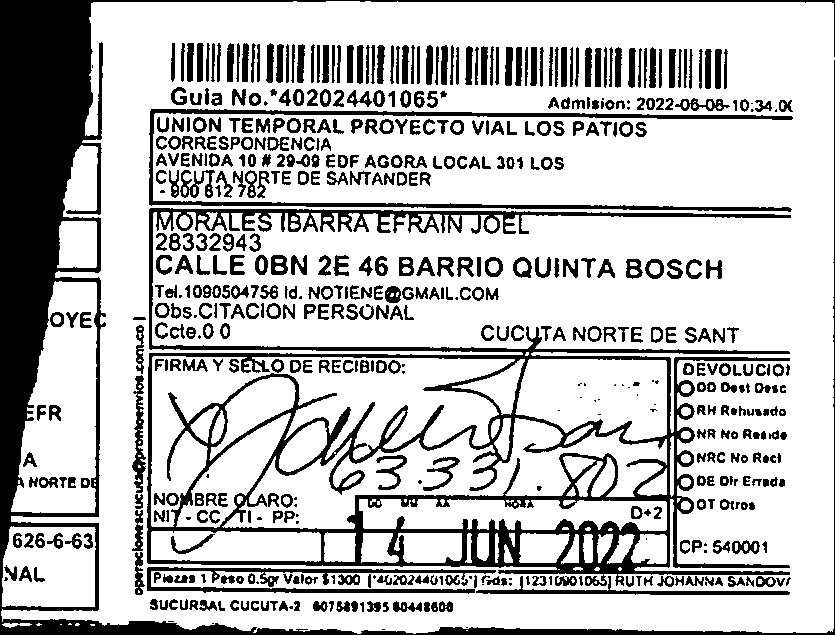 Guia No.*402024401065*
Admision: 2022-06-08-10:34.0
UNION TEMPORAL PROYECTO VIAL LOS PATIOS
CORRESPONDENCIA
AVENIDA 10 # 29-09 EDF AGORA LOCAL 301 LOS
CUCUTA NORTE DE SANTANDER
- 900 612 782
MORALES IBARRA EFRAIN JOEL
28332943
CALLE 0BN 2E 46 BARRIO QUINTA BOSCH
Tel.1090504756 Id. NOTIENE@GMAIL.COM
Obs.CITACION PERSONAL
Ccte.0 0
CUCUTA NORTE DE SANT
OYEC
EFR
A
A NORTE DE
626-6-63
NAL
operacionescucuta@prontoenvios.com.co |
FIRMA Y SELLO DE RECIBIDO:
63.331.802
NOMBRE CLARO:
NIT - CC, TI - PP:
DD MM AA HORA
D+2
14 JUN 2022
DEVOLUCIO
DD Dest Desc
RH Rehusado
NR No Reside
NRC No Recl
DE Dir Errada
OT Otros
CP: 540001
Piezas 1 Peso 0.5gr Valor $1300 [*402024401065*] Gds: [12310901065] RUTH JOHANNA SANDOV
SUCURSAL CUCUTA-2 6075891395 60448600